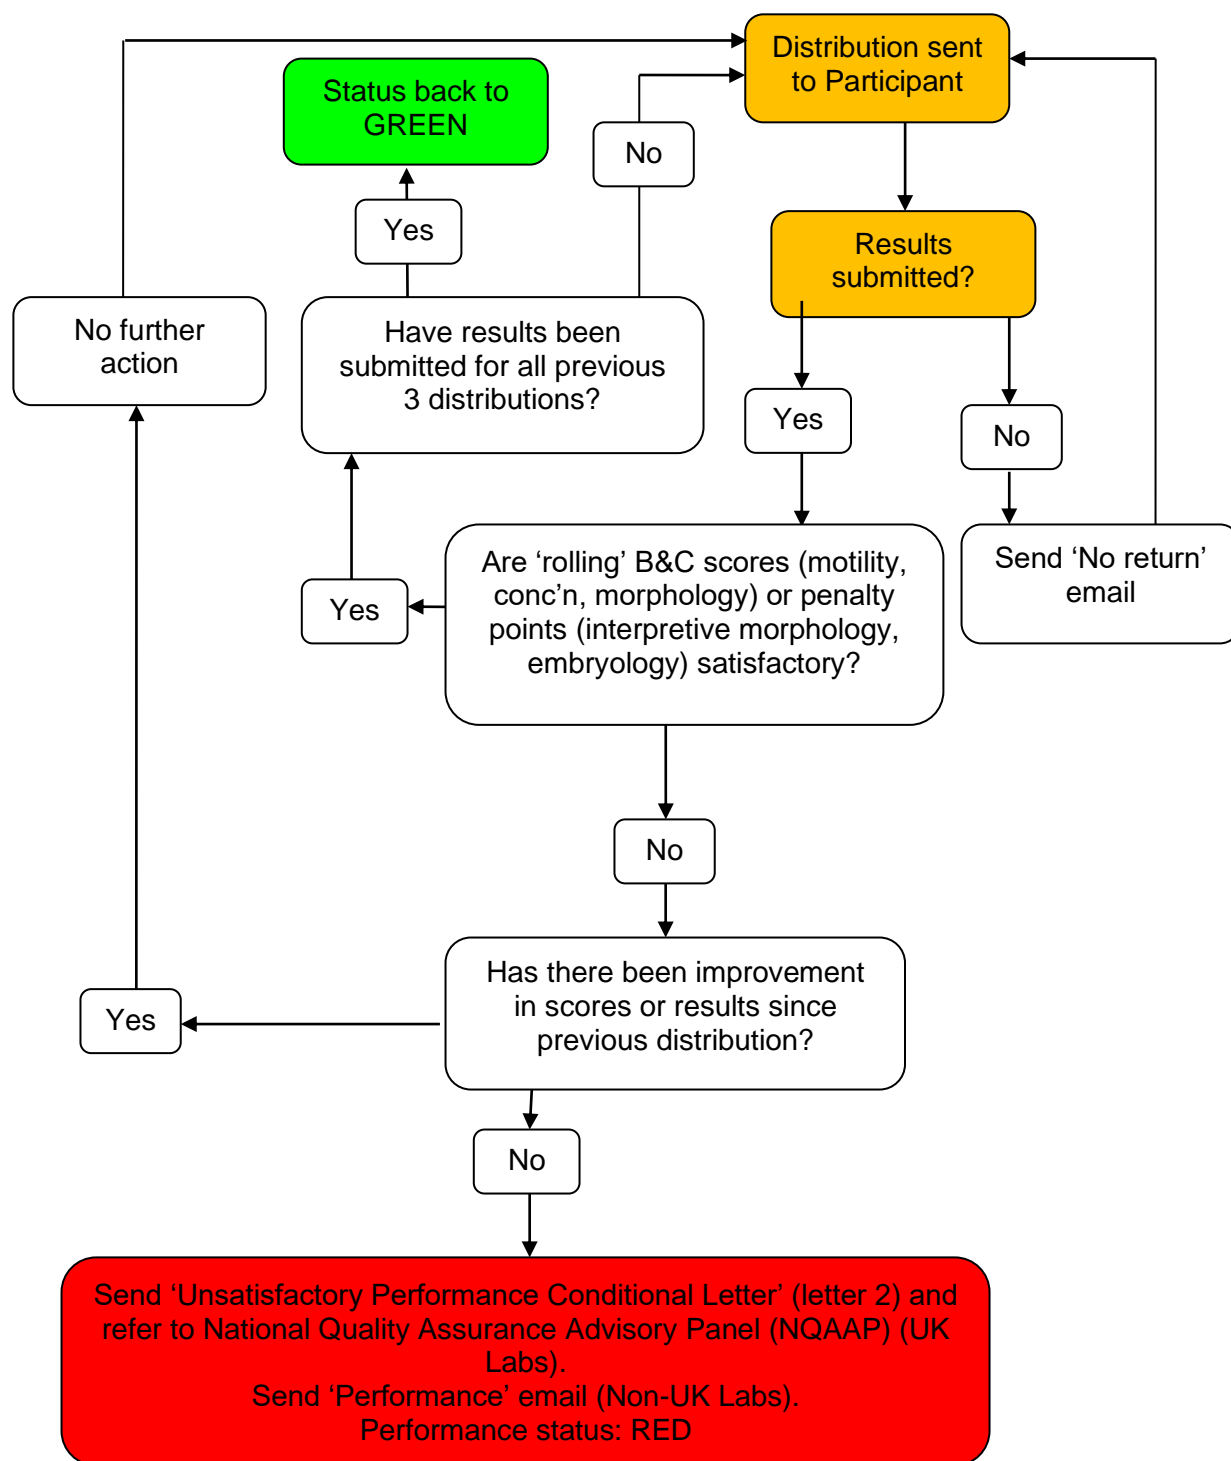 Distribution sent
to Participant
Status back to
GREEN
No
Yes
Results
submitted?
No further
action
Have results been
submitted for all previous
3 distributions?
Yes
No
Are ‘rolling’ B&C scores (motility,
conc’n, morphology) or penalty
points (interpretive morphology,
embryology) satisfactory?
Send ‘No return’
email
Yes
No
Has there been improvement
in scores or results since
previous distribution?
Yes
No
Send ‘Unsatisfactory Performance Conditional Letter’ (letter 2) and
refer to National Quality Assurance Advisory Panel (NQAAP) (UK
Labs).
Send ‘Performance’ email (Non-UK Labs).
Performance status: RED